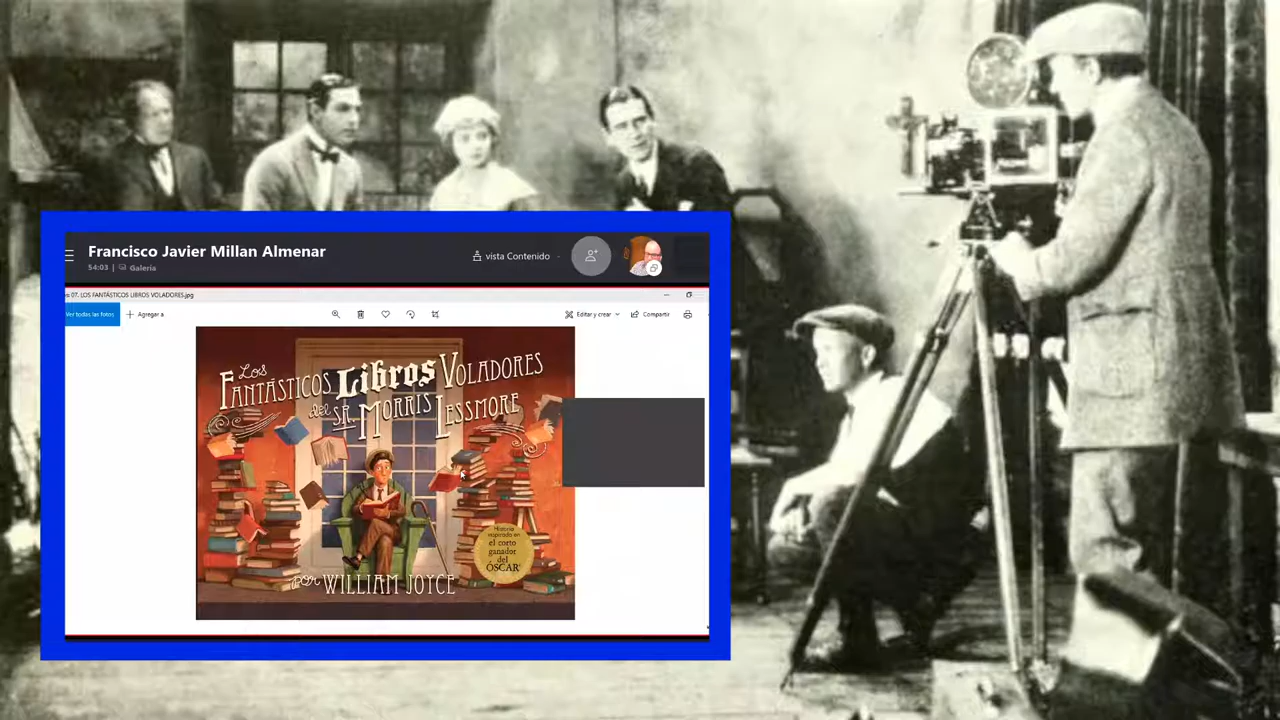 Francisco Javier Millan Almenar
54:03 | Galería
vista Contenido
07. LOS FANTÁSTICOS LIBROS VOLADORES.jpg
Ver todas las fotos
Agregar a
Editar y crear
Compartir
Los
Fantásticos Libros Voladores
del Sr. Morris Lessmore
Historia
inspirada en
el corto
ganador
del
ÓSCAR
por William Joyce